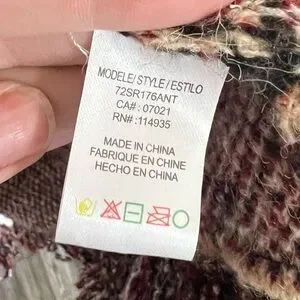 MODELE/STYLE/ESTILO
72SR176ANT
CA#: 07021
RN#:114935
MADE IN CHINA
FABRIQUE EN CHINE
HECHO EN CHINA